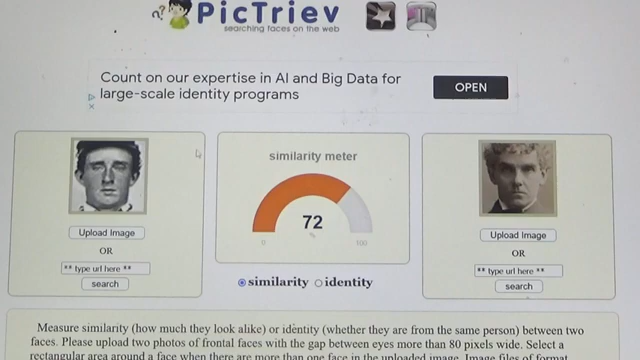 PicTriev
searching faces on the web
Count on our expertise in AI and Big Data for
large-scale identity programs
OPEN
similarity meter
72
%
0
100
Upload Image
OR
** type url here **
search
similarity
identity
Upload Image
OR
** type url here **
search
Measure similarity (how much they look alike) or identity (whether they are from the same person) between two
faces. Please upload two photos of frontal faces with the gap between eyes more than 80 pixels wide. Select a
rectangular area around a face when there are more than one face in the uploaded image. Image files of format